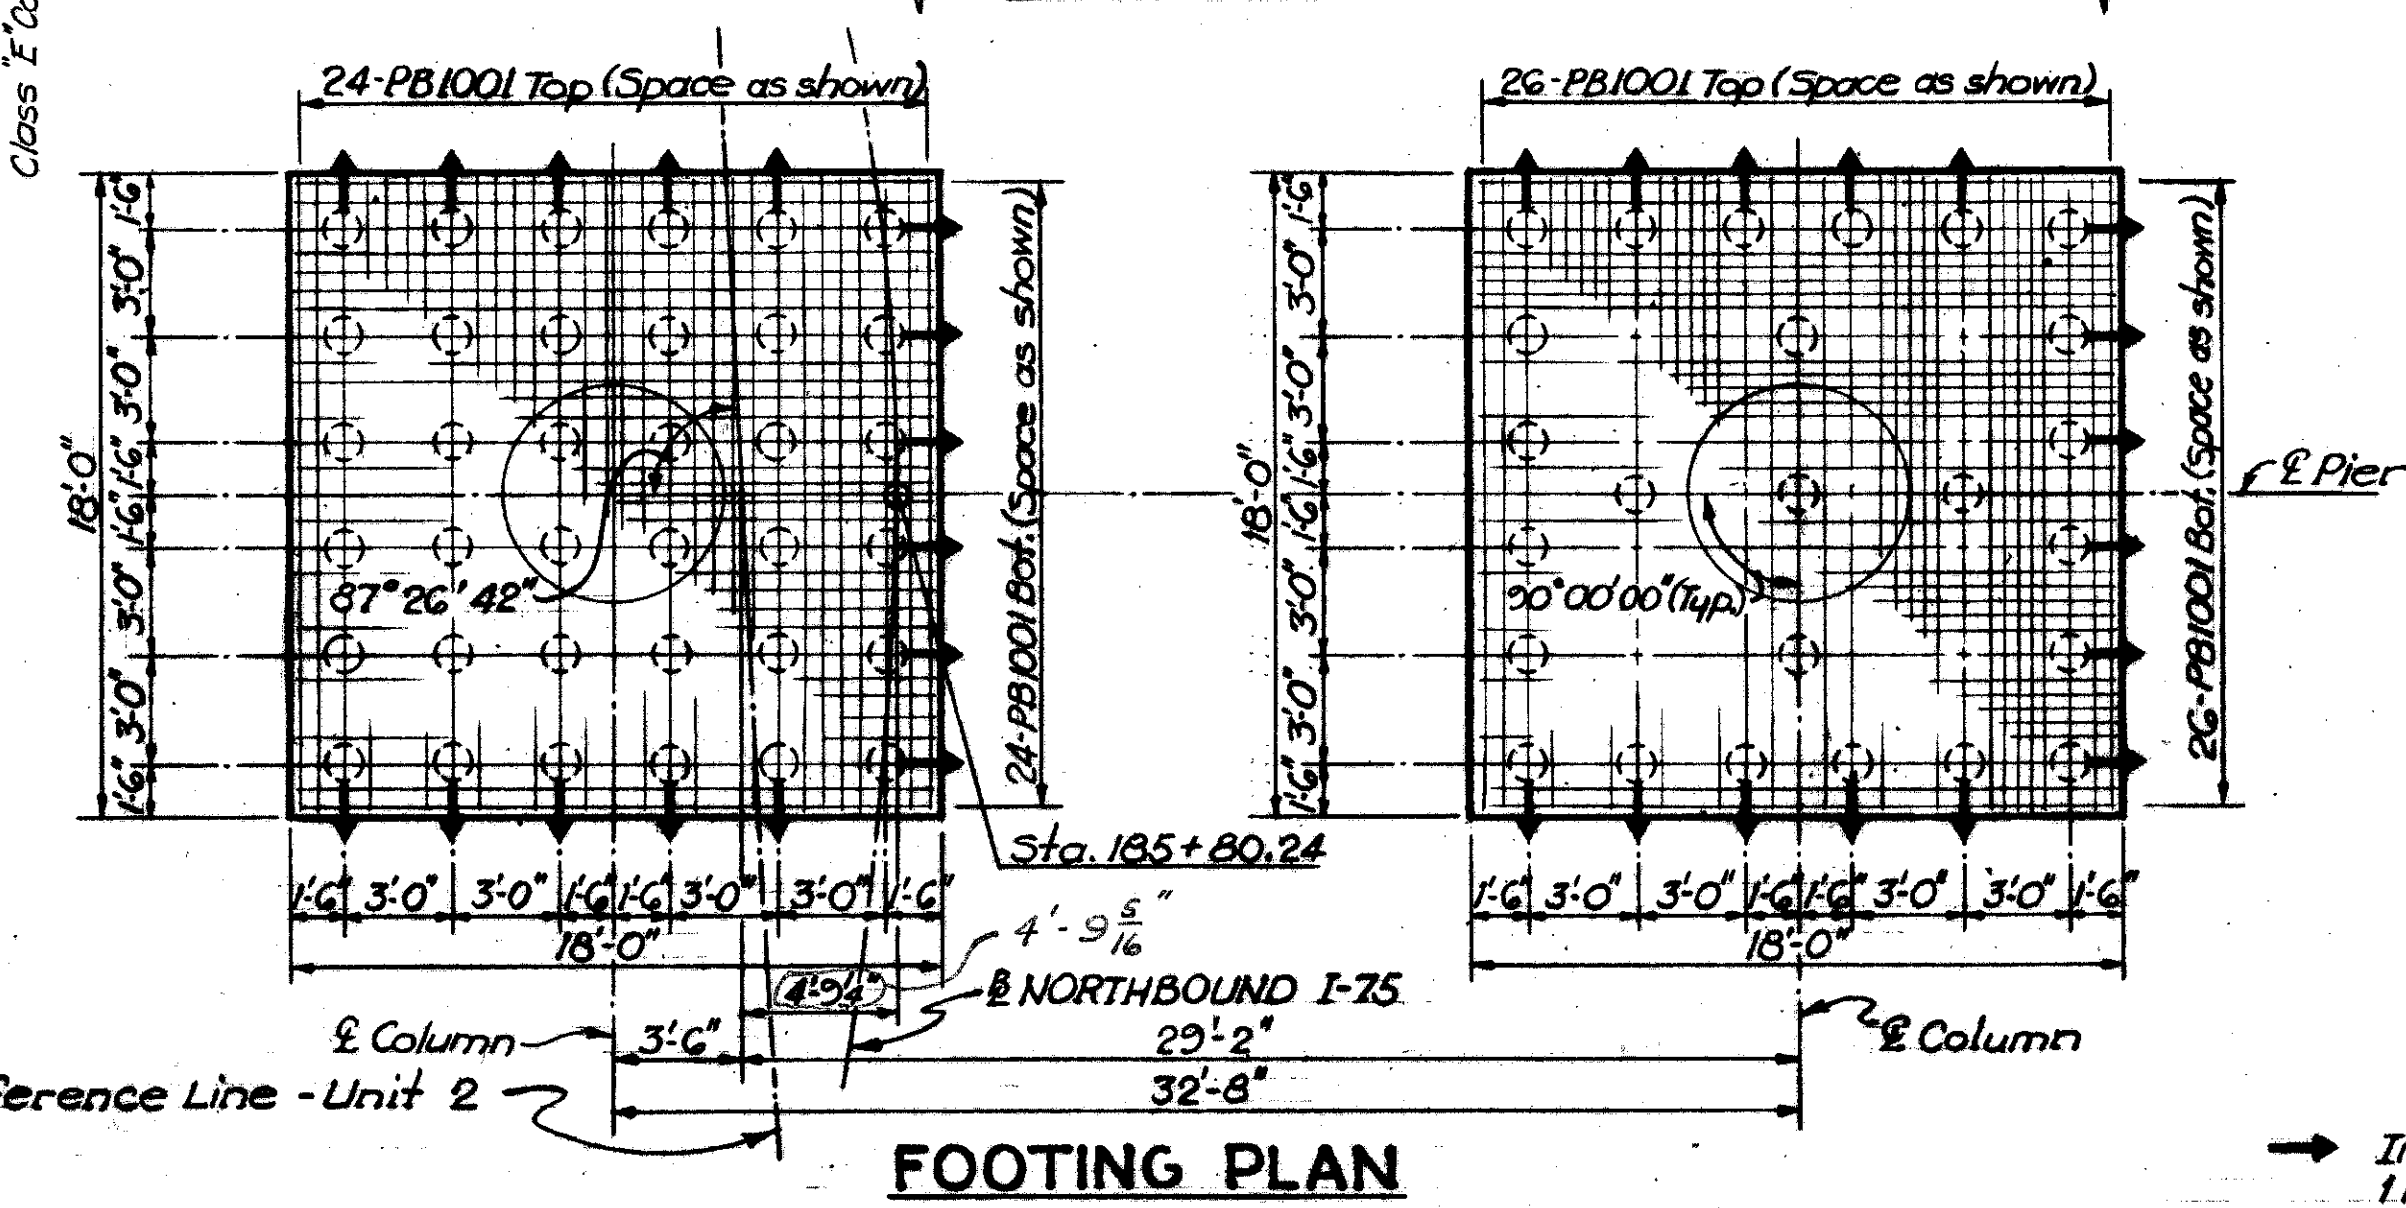 Class "E"
24-PB1001 Top (Space as shown)
26-PB1001 Top (Space as shown)
18'-0"
1'-6"
3'-0"
3'-0"
1'-6"
1'-6"
3'-0"
3'-0"
1'-6"
87° 26' 42"
24-PB1001 Bot. (Space as shown)
18'-0"
1'-6"
3'-0"
3'-0"
1'-6"
1'-6"
3'-0"
3'-0"
1'-6"
90° 00' 00" (Typ.)
26-PB1001 Bot. (Space as shown)
℄ Pier
Sta. 185 + 80.24
1'-6" 3'-0" 3'-0" 1'-6" 1'-6" 3'-0" 3'-0" 1'-6"
18'-0"
4'-9 5/16"
4'-9 1/4"
1'-6" 3'-0" 3'-0" 1'-6" 1'-6" 3'-0" 3'-0" 1'-6"
18'-0"
℄ NORTHBOUND I-75
℄ Column
3'-6"
29'-2"
℄ Column
32'-8"
ference Line - Unit 2
FOOTING PLAN